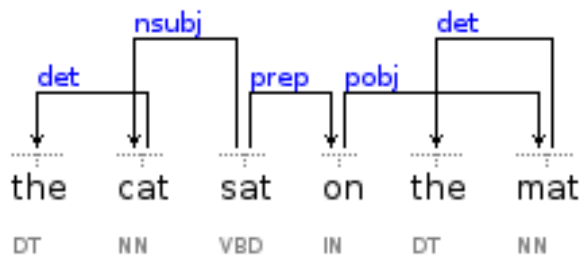 nsubj det
det prep pobj
the cat sat on the mat
DT NN VBD IN DT NN